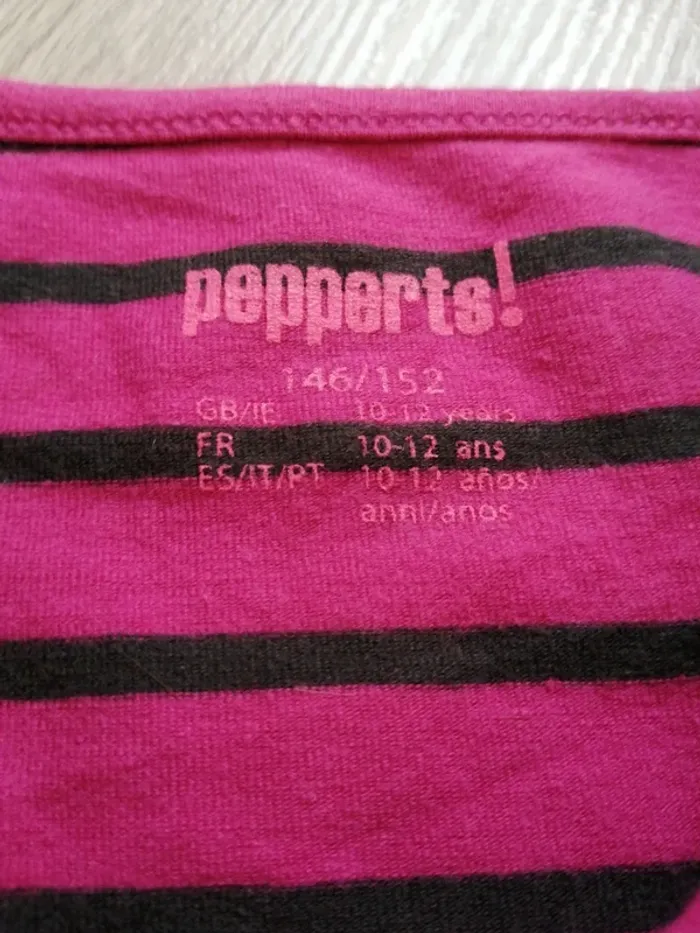 pepperts!
146/152
GB/IE 10-12 years
FR 10-12 ans
ES/IT/PT 10-12 años/
anni/anos